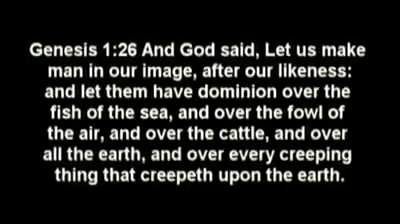 Genesis 1:26 And God said, Let us make
man in our image, after our likeness:
and let them have dominion over the
fish of the sea, and over the fowl of
the air, and over the cattle, and over
all the earth, and over every creeping
thing that creepeth upon the earth.